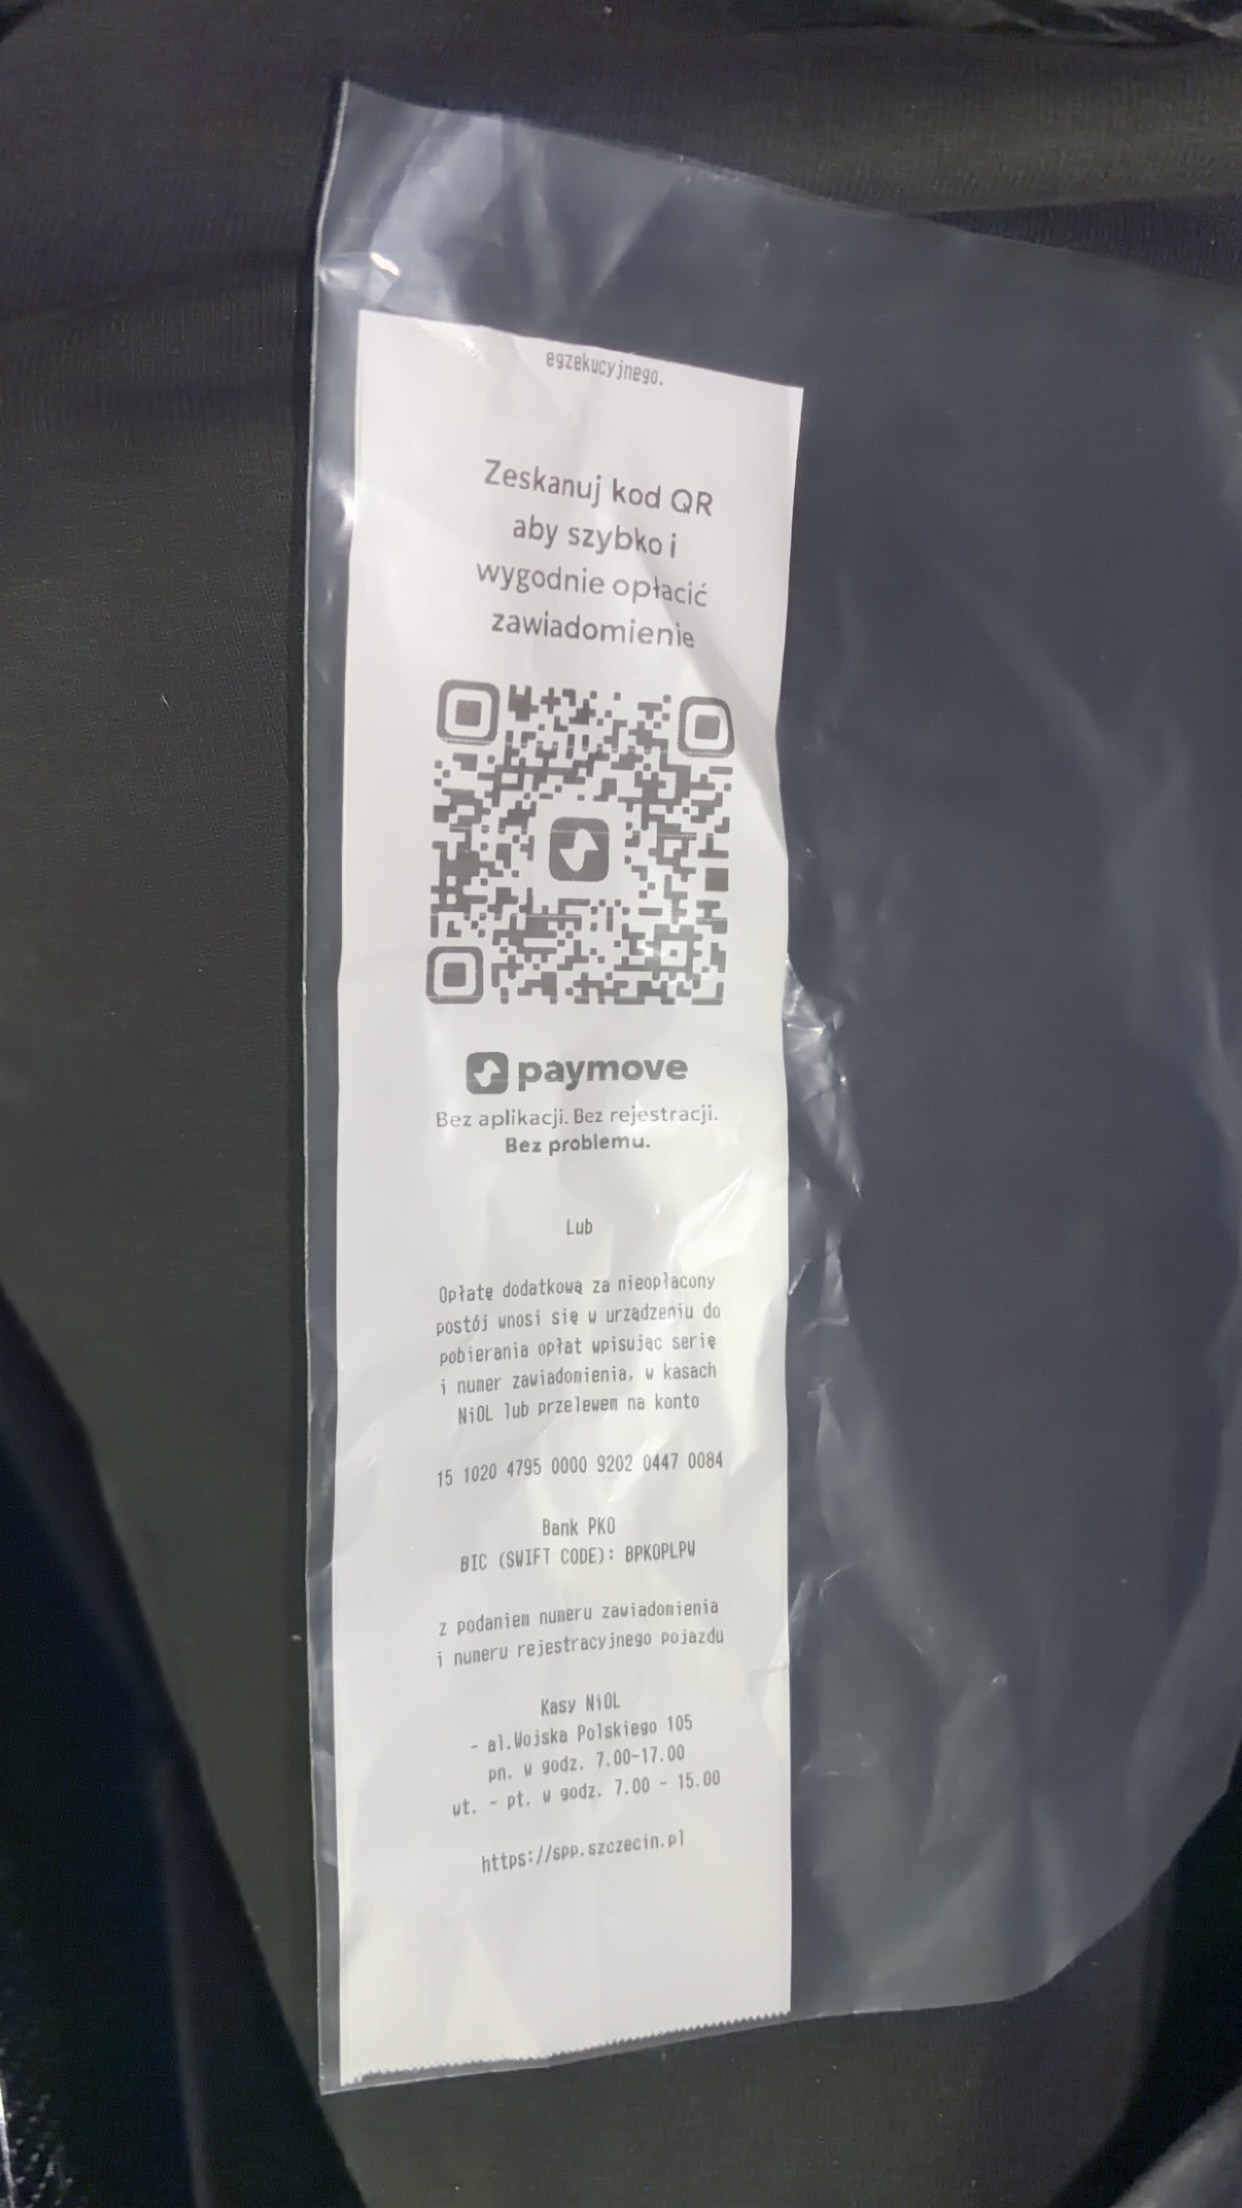 egzekucyjnego.
Zeskanuj kod QR
aby szybko i
wygodnie opłacić
zawiadomienie
paymove
Bez aplikacji. Bez rejestracji.
Bez problemu.
Lub
Opłatę dodatkową za nieopłacony
postój wnosi się w urządzeniu do
pobierania opłat wpisując serię
i numer zawiadomienia, w kasach
NiOL lub przelewem na konto
15 1020 4795 0000 9202 0447 0084
Bank PKO
BIC (SWIFT CODE): BPKOPLPW
z podaniem numeru zawiadomienia
i numeru rejestracyjnego pojazdu
Kasy NiOL
- al.Wojska Polskiego 105
pn. w godz. 7.00-17.00
wt. - pt. w godz. 7.00 - 15.00
https://spp.szczecin.pl